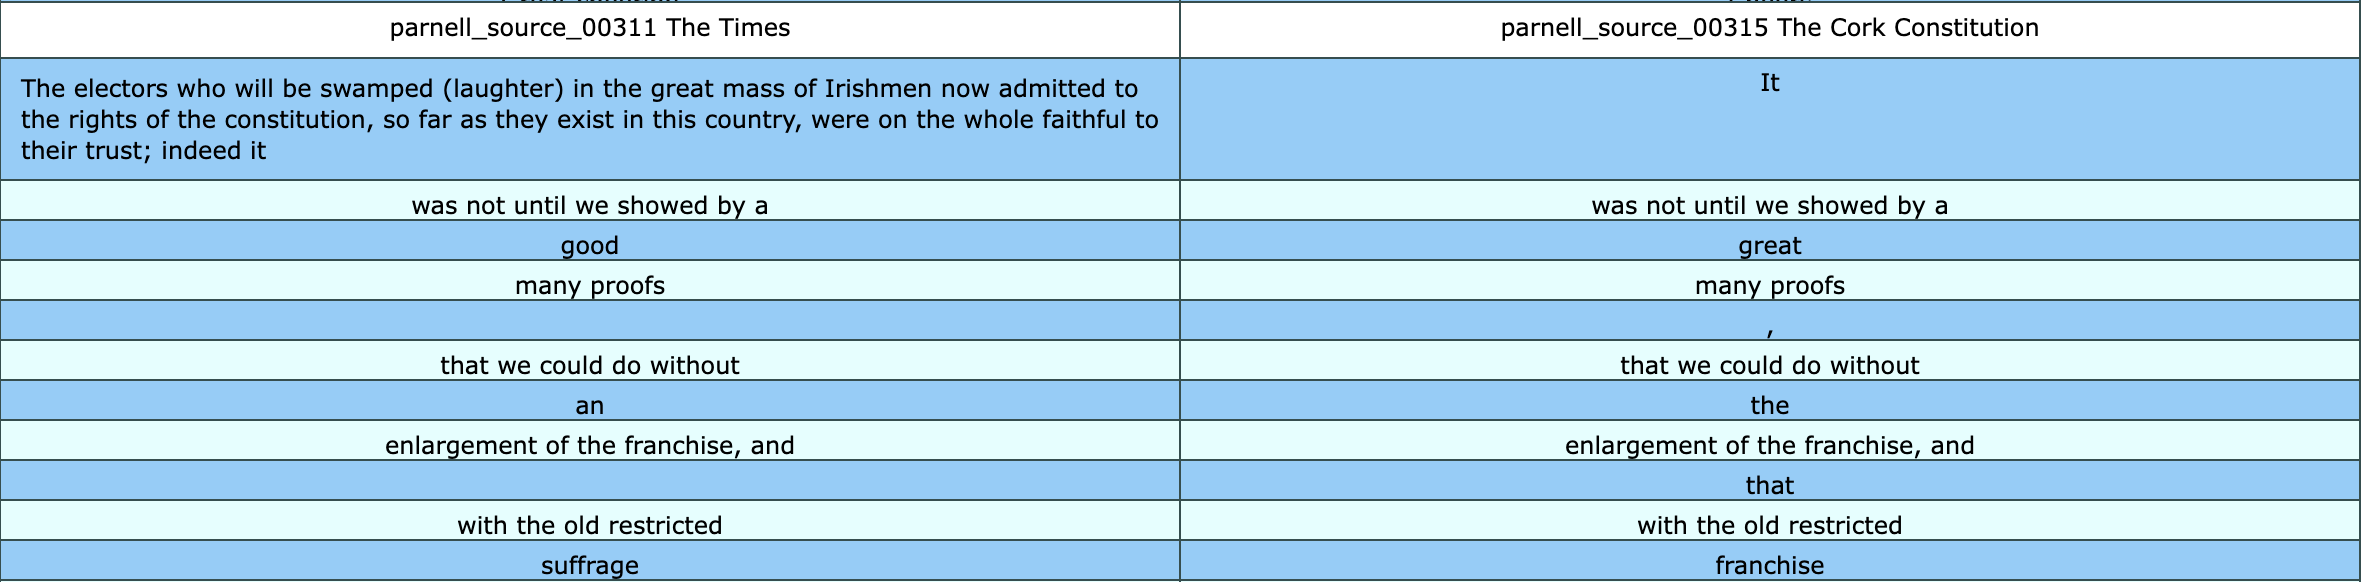 parnell_source_00311 The Times parnell_source_00315 The Cork Constitution
The electors who will be swamped (laughter) in the great mass of Irishmen now admitted to
the rights of the constitution, so far as they exist in this country, were on the whole faithful to
their trust; indeed it
It
was not until we showed by a was not until we showed by a
good great
many proofs many proofs
,
that we could do without that we could do without
an the
enlargement of the franchise, and enlargement of the franchise, and
that
with the old restricted with the old restricted
suffrage franchise